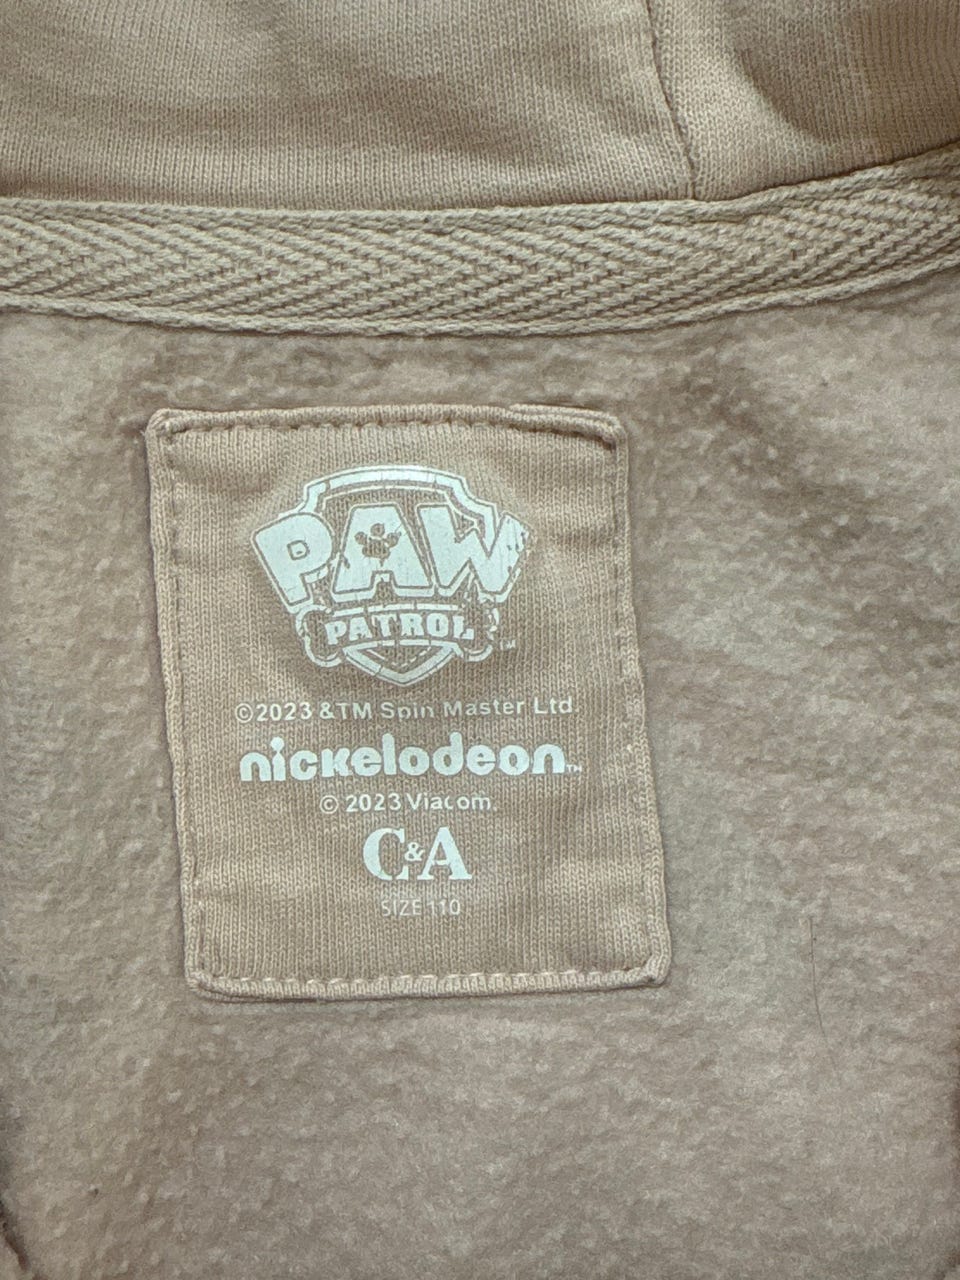 PAW
PATROL
TM
©2023 &TM Spin Master Ltd.
nickelodeon TM
© 2023 Viacom.
C&A
SIZE 110